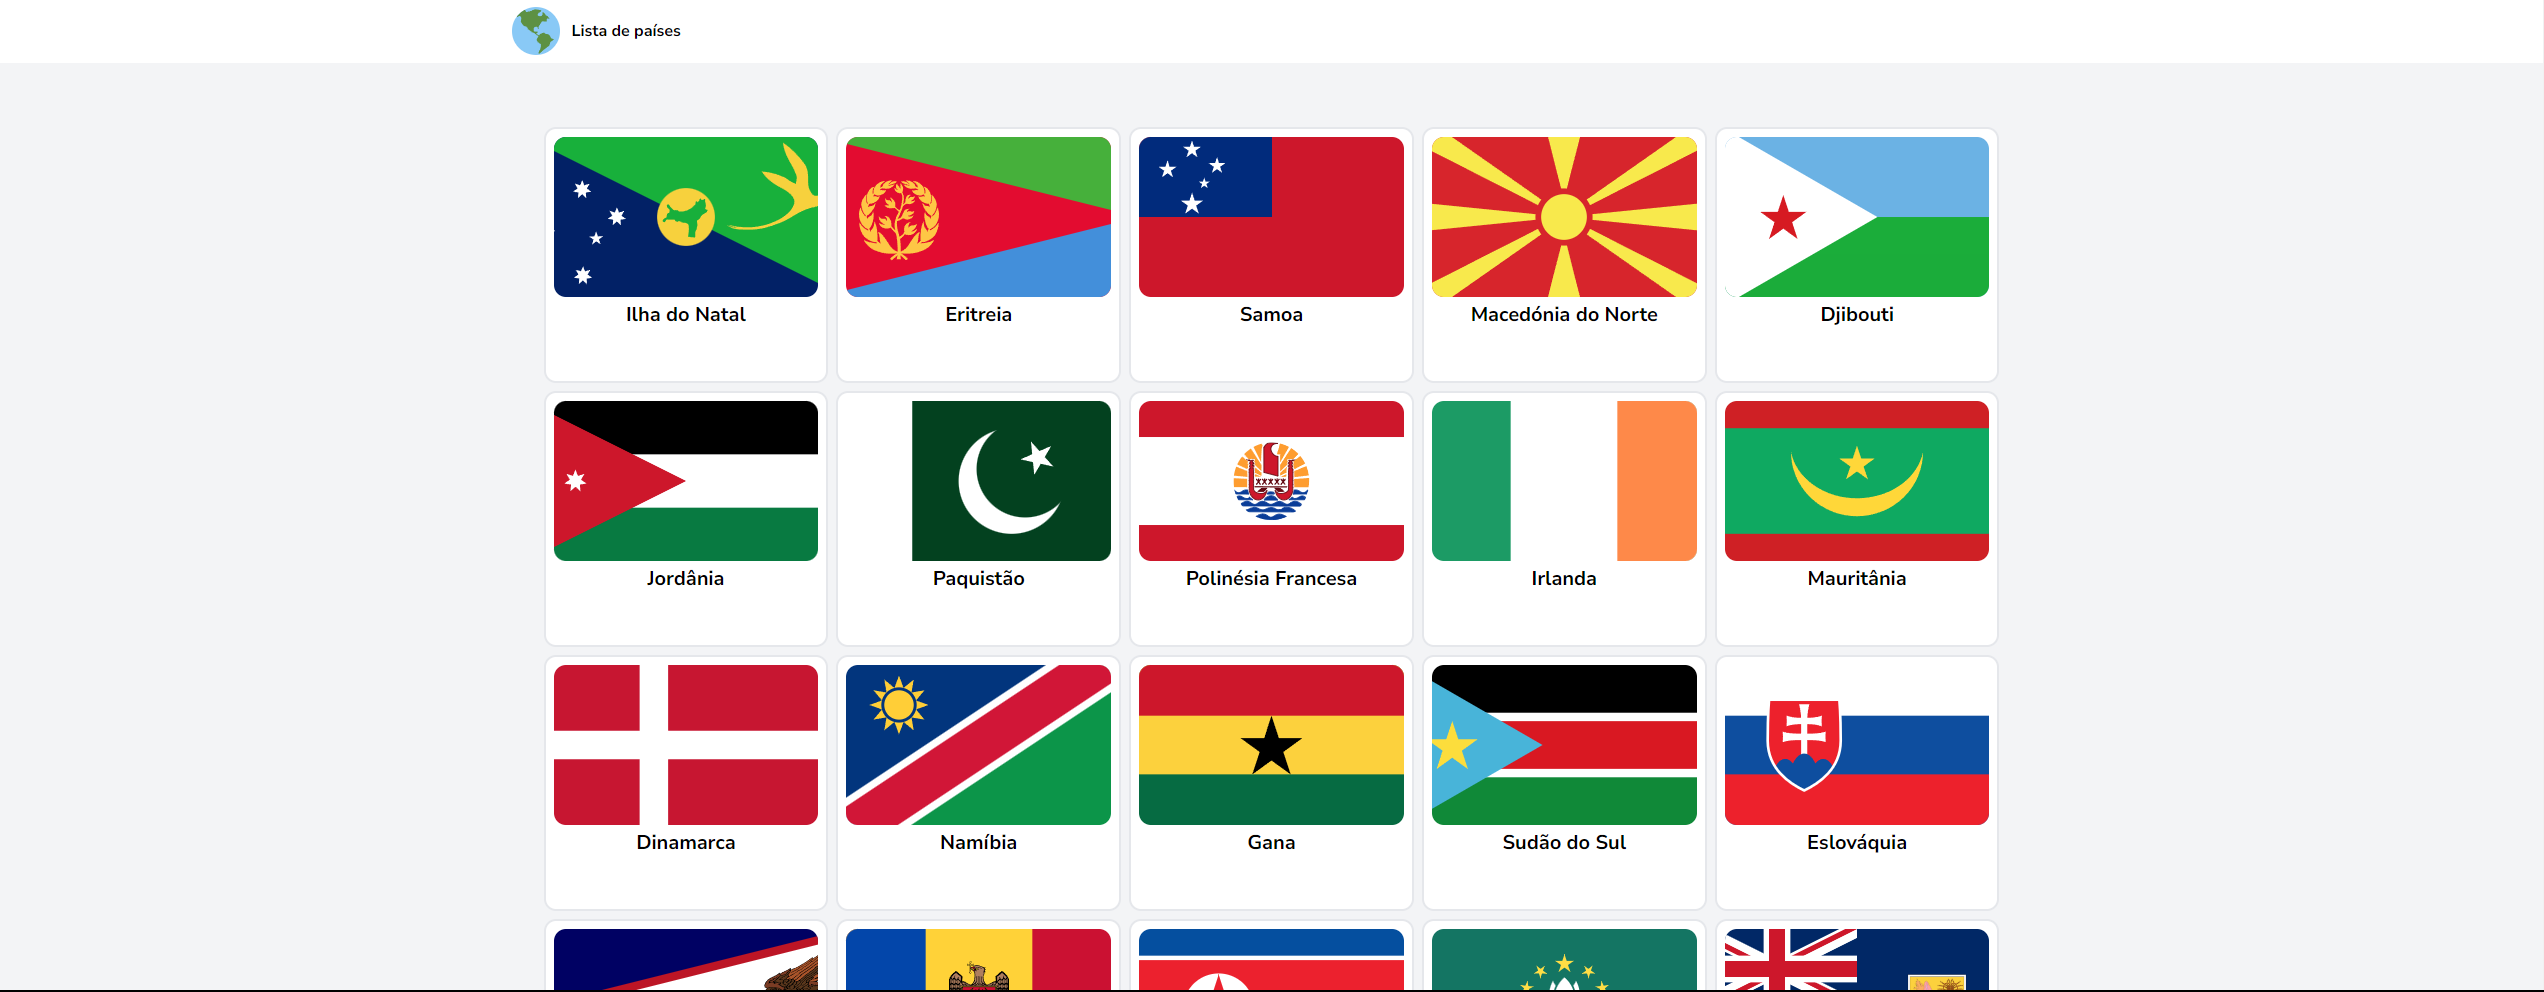 Lista de países
Ilha do Natal
Eritreia
Samoa
Macedónia do Norte
Djibouti
Jordânia
Paquistão
Polinésia Francesa
Irlanda
Mauritânia
Dinamarca
Namíbia
Gana
Sudão do Sul
Eslováquia